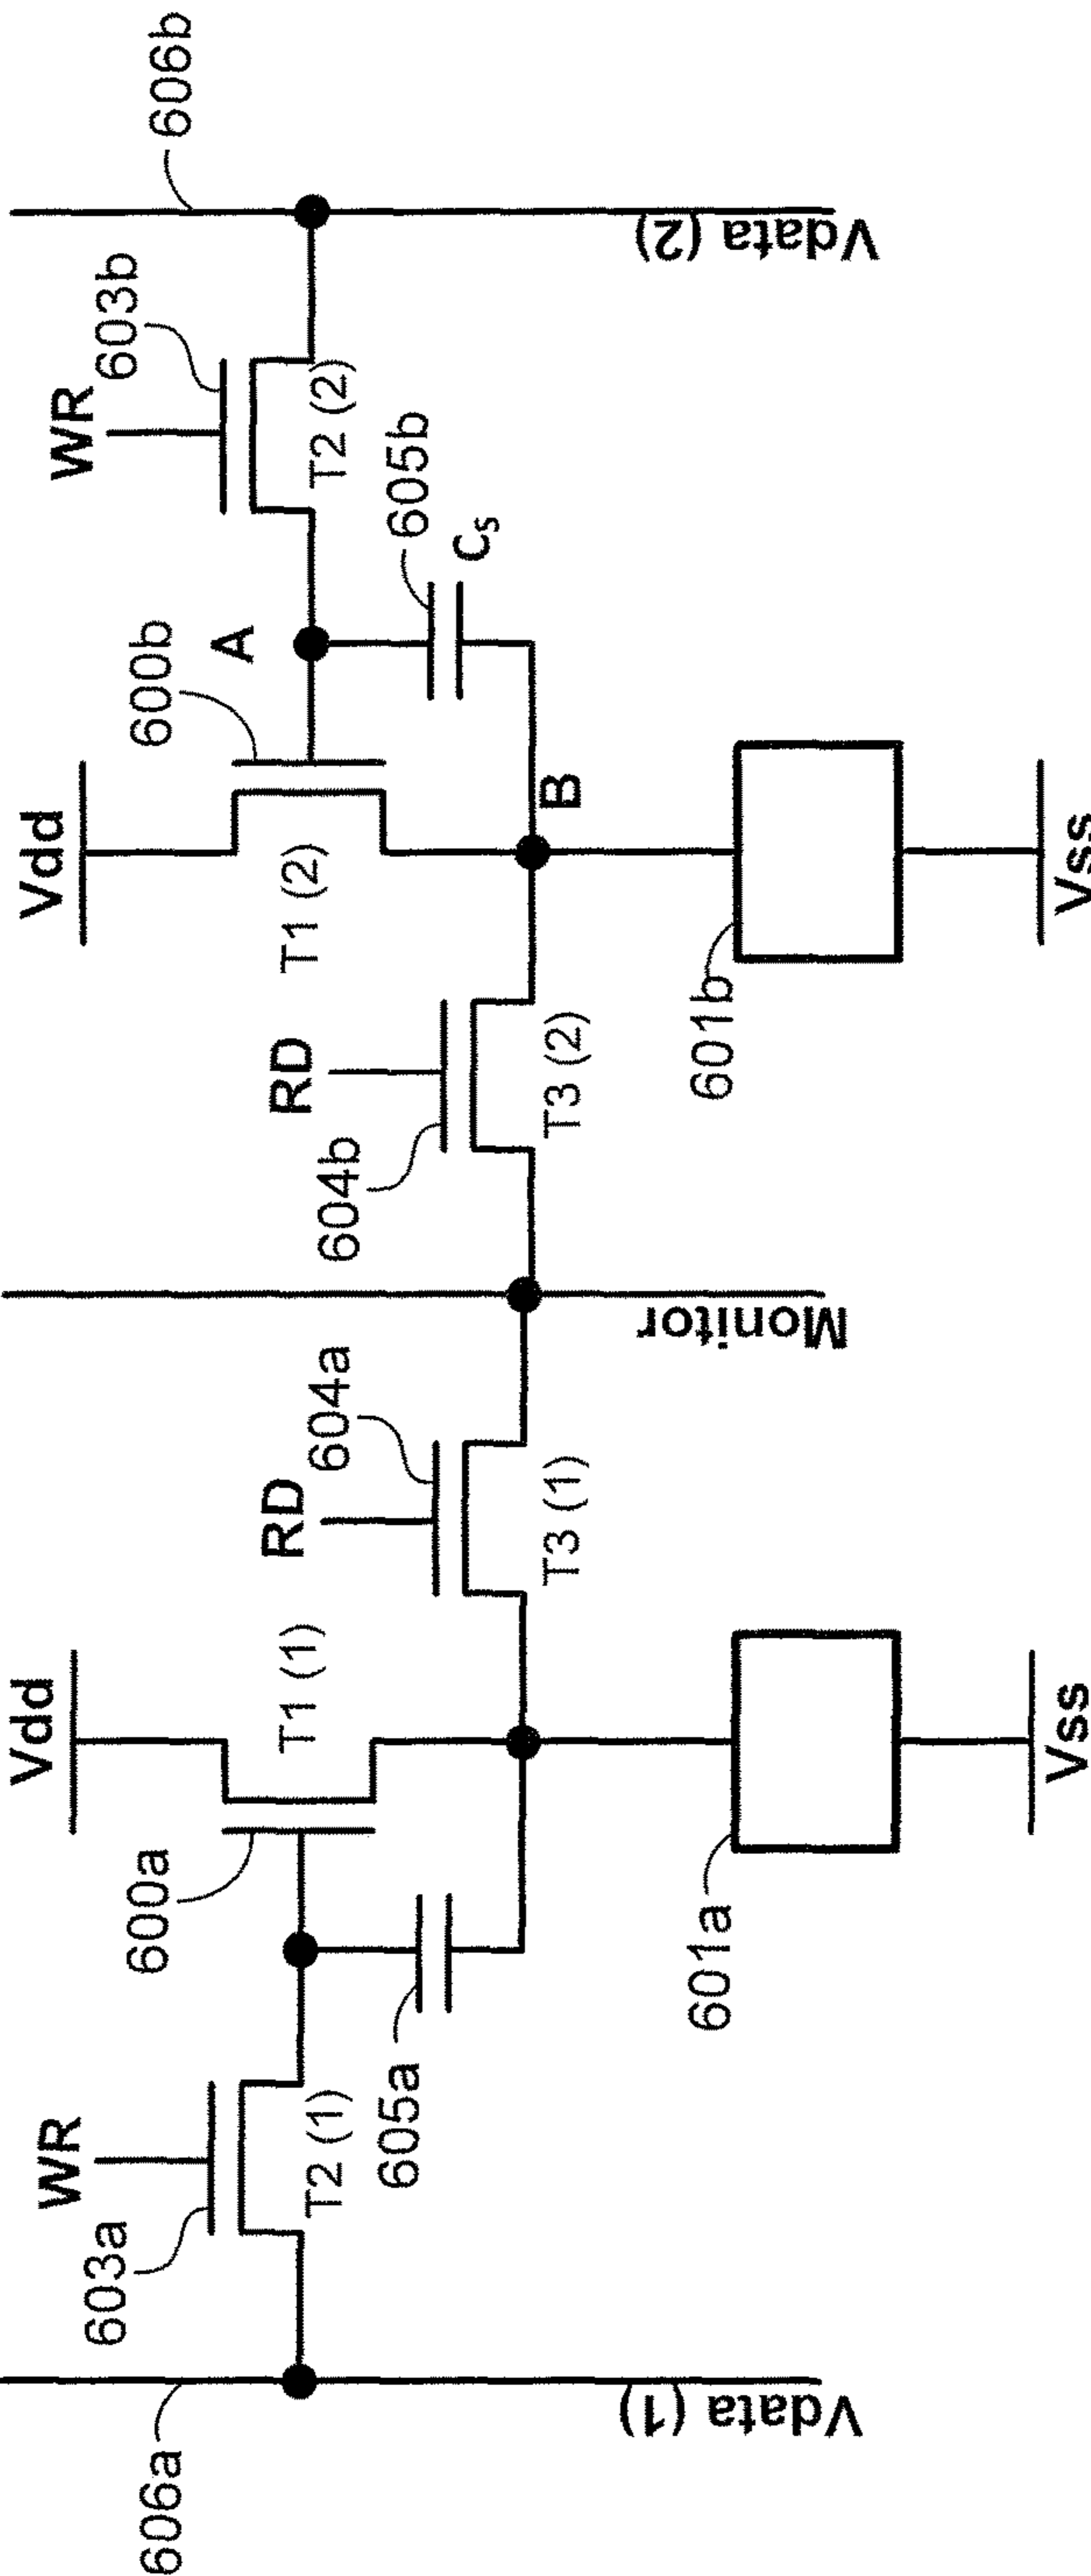 606a
Vdata (1)
603a
WR
T2 (1)
605a
600a
Vdd
T1 (1)
601a
Vss
RD
604a
T3 (1)
Monitor
604b
RD
T3 (2)
Vdd
T1 (2)
600b
A
B
601b
Vss
605b
Cs
WR
603b
T2 (2)
606b
Vdata (2)